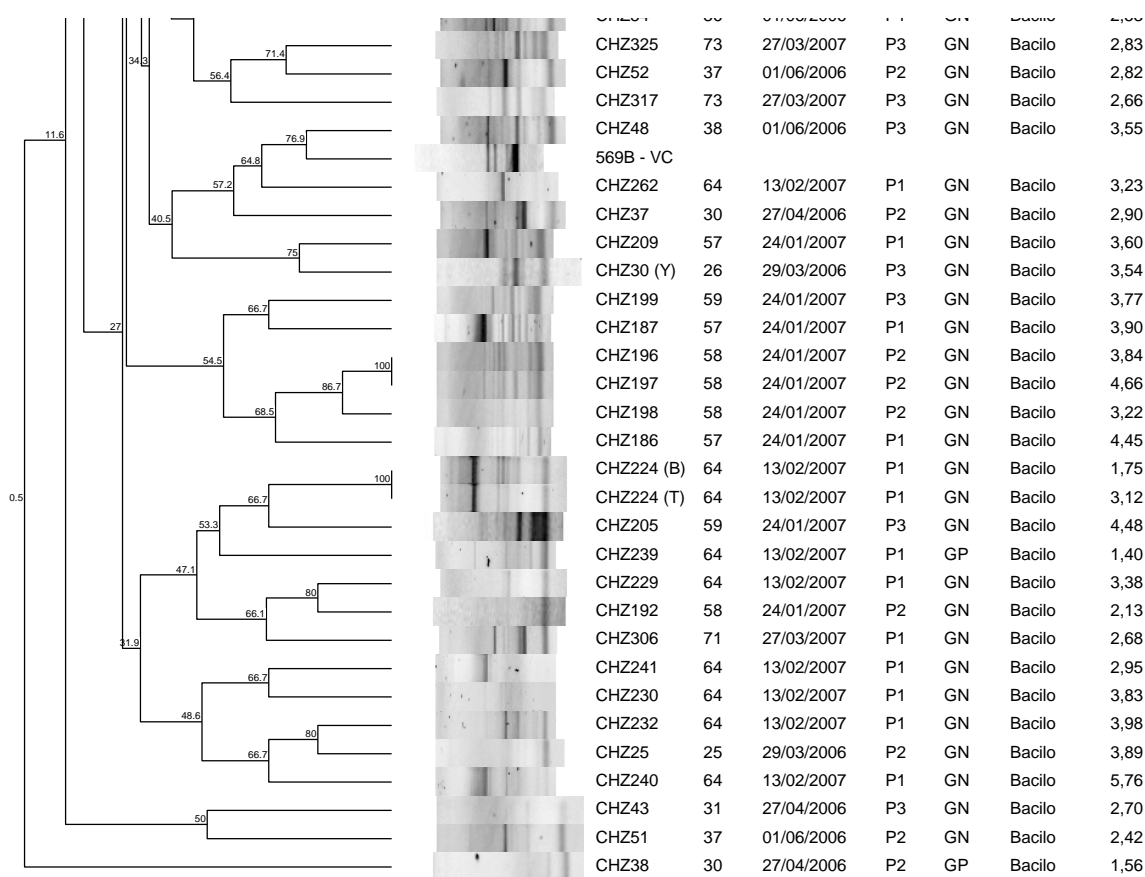 34.3
71.4
56.4
CHZ325 73 27/03/2007 P3 GN Bacilo 2,83
CHZ52 37 01/06/2006 P2 GN Bacilo 2,82
CHZ317 73 27/03/2007 P3 GN Bacilo 2,66
11.6
76.9
CHZ48 38 01/06/2006 P3 GN Bacilo 3,55
64.8
569B - VC
57.2
CHZ262 64 13/02/2007 P1 GN Bacilo 3,23
40.5
CHZ37 30 27/04/2006 P2 GN Bacilo 2,90
CHZ209 57 24/01/2007 P1 GN Bacilo 3,60
75
CHZ30 (Y) 26 29/03/2006 P3 GN Bacilo 3,54
66.7
CHZ199 59 24/01/2007 P3 GN Bacilo 3,77
27
CHZ187 57 24/01/2007 P1 GN Bacilo 3,90
54.5
100
CHZ196 58 24/01/2007 P2 GN Bacilo 3,84
86.7
CHZ197 58 24/01/2007 P2 GN Bacilo 4,66
68.5
CHZ198 58 24/01/2007 P2 GN Bacilo 3,22
CHZ186 57 24/01/2007 P1 GN Bacilo 4,45
CHZ224 (B) 64 13/02/2007 P1 GN Bacilo 1,75
0.5
66.7
100
CHZ224 (T) 64 13/02/2007 P1 GN Bacilo 3,12
53.3
CHZ205 59 24/01/2007 P3 GN Bacilo 4,48
CHZ239 64 13/02/2007 P1 GP Bacilo 1,40
47.1
80
CHZ229 64 13/02/2007 P1 GN Bacilo 3,38
66.1
CHZ192 58 24/01/2007 P2 GN Bacilo 2,13
31.9
CHZ306 71 27/03/2007 P1 GN Bacilo 2,68
66.7
CHZ241 64 13/02/2007 P1 GN Bacilo 2,95
CHZ230 64 13/02/2007 P1 GN Bacilo 3,83
48.6
80
CHZ232 64 13/02/2007 P1 GN Bacilo 3,98
66.7
CHZ25 25 29/03/2006 P2 GN Bacilo 3,89
CHZ240 64 13/02/2007 P1 GN Bacilo 5,76
CHZ43 31 27/04/2006 P3 GN Bacilo 2,70
50
CHZ51 37 01/06/2006 P2 GN Bacilo 2,42
CHZ38 30 27/04/2006 P2 GP Bacilo 1,56